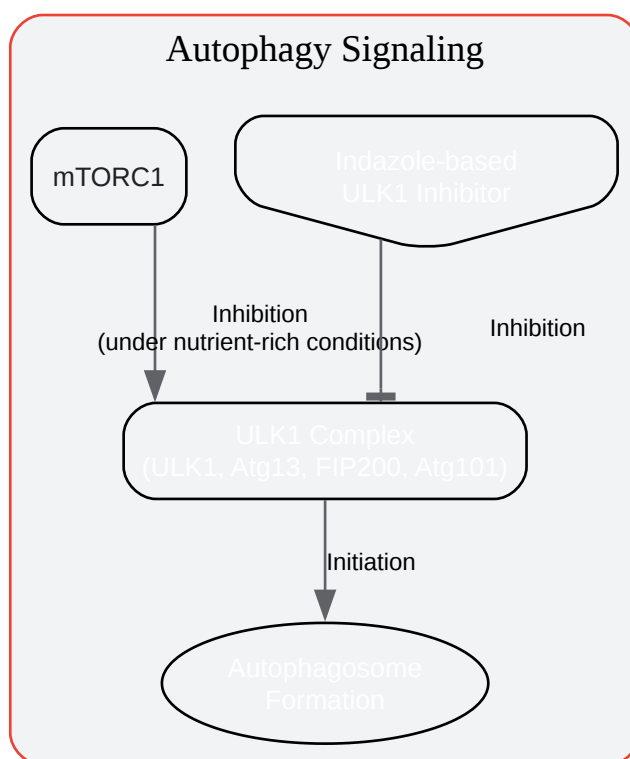 Autophagy Signaling
mTORC1
Indazole-based
ULK1 Inhibitor
Inhibition
(under nutrient-rich conditions)
Inhibition
ULK1 Complex
(ULK1, Atg13, FIP200, Atg101)
Initiation
Autophagosome
Formation